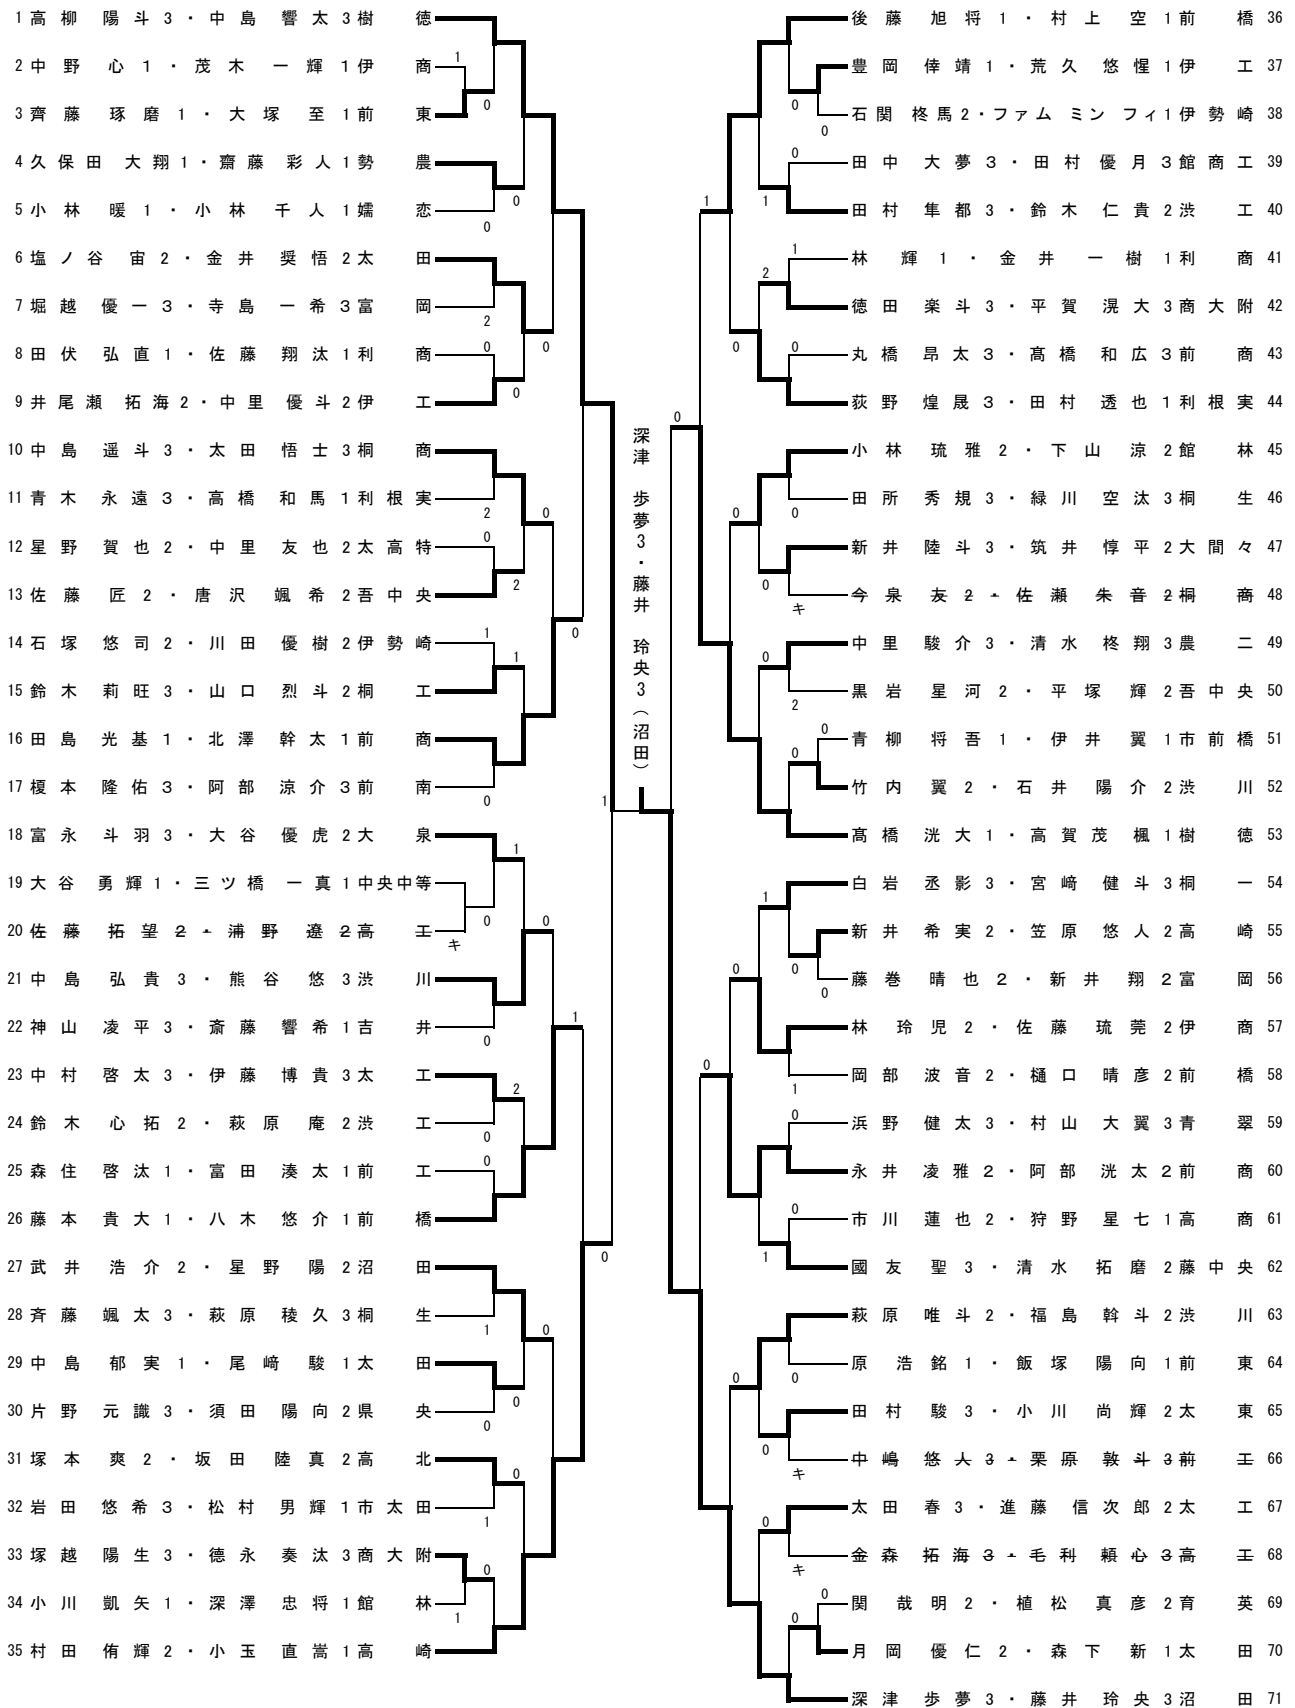 1 高柳 陽斗3・中島 響太3 樹徳
2 中野 心1・茂木 一輝1 伊商
3 齊藤 琢磨1・大塚 至1 前東
4 久保田 大翔1・齋藤 彩人1 勢農
5 小林 暖1・小林 千人1 嬬恋
6 塩ノ谷 宙2・金井 奨悟2 太田
7 堀越 優一3・寺島 一希3 富岡
8 田伏 弘直1・佐藤 翔汰1 利商
9 井尾瀬 拓海2・中里 優斗2 伊工
10 中島 遥斗3・太田 悟士3 桐商
11 青木 永遠3・高橋 和馬1 利根実
12 星野 賀也2・中里 友也2 太高特
13 佐藤 匠2・唐沢 颯希2 吾中央
14 石塚 悠司2・川田 優樹2 伊勢崎
15 鈴木 莉旺3・山口 烈斗2 桐工
16 田島 光基1・北澤 幹太1 前商
17 榎本 隆佑3・阿部 涼介3 前南
18 富永 斗羽3・大谷 優虎2 大泉
19 大谷 勇輝1・三ツ橋 一真1 中央中等
20 佐藤 拓望2・浦野 遼2 高工
21 中島 弘貴3・熊谷 悠3 渋川
22 神山 凌平3・斎藤 響希1 吉井
23 中村 啓太3・伊藤 博貴3 太工
24 鈴木 心拓2・萩原 庵2 渋工
25 森住 啓汰1・富田 湊太1 前工
26 藤本 貴大1・八木 悠介1 前橋
27 武井 浩介2・星野 陽2 沼田
28 斉藤 颯太3・萩原 稜久3 桐生
29 中島 郁実1・尾﨑 駿1 太田
30 片野 元識3・須田 陽向2 県央
31 塚本 爽2・坂田 陸真2 高北
32 岩田 悠希3・松村 男輝1 市太田
33 塚越 陽生3・德永 奏汰3 商大附
34 小川 凱矢1・深澤 忠将1 館林
35 村田 侑輝2・小玉 直嵩1 高崎
深津 歩夢3・藤井 玲央3(沼田)
後藤 旭将1・村上 空1 前橋 36
豊岡 倖靖1・荒久 悠惺1 伊工 37
石関 柊馬2・ファム ミン フィ1 伊勢崎 38
田中 大夢3・田村 優月3 館商工 39
田村 隼都3・鈴木 仁貴2 渋工 40
林 輝1・金井 一樹1 利商 41
徳田 楽斗3・平賀 滉大3 商大附 42
丸橋 昂太3・髙橋 和広3 前商 43
荻野 煌晟3・田村 透也1 利根実 44
小林 琉雅2・下山 涼2 館林 45
田所 秀規3・緑川 空汰3 桐生 46
新井 陸斗3・筑井 惇平2 大間々 47
今泉 友2・佐瀬 朱音2 桐商 48
中里 駿介3・清水 柊翔3 農二 49
黒岩 星河2・平塚 輝2 吾中央 50
青柳 将吾1・伊井 翼1 市前橋 51
竹内 翼2・石井 陽介2 渋川 52
髙橋 洸大1・高賀茂 楓1 樹徳 53
白岩 丞影3・宮﨑 健斗3 桐一 54
新井 希実2・笠原 悠人2 高崎 55
藤巻 晴也2・新井 翔2 富岡 56
林 玲児2・佐藤 琉莞2 伊商 57
岡部 波音2・樋口 晴彦2 前橋 58
浜野 健太3・村山 大翼3 青翠 59
永井 凌雅2・阿部 洸太2 前商 60
市川 蓮也2・狩野 星七1 高商 61
國友 聖3・清水 拓磨2 藤中央 62
萩原 唯斗2・福島 斡斗2 渋川 63
原 浩銘1・飯塚 陽向1 前東 64
田村 駿3・小川 尚輝2 太東 65
中嶋 悠人3・栗原 敦斗3 前工 66
太田 春3・進藤 信次郎2 太工 67
金森 拓海3・毛利 頼心3 高工 68
関 哉明2・植松 真彦2 育英 69
月岡 優仁2・森下 新1 太田 70
深津 歩夢3・藤井 玲央3 沼田 71